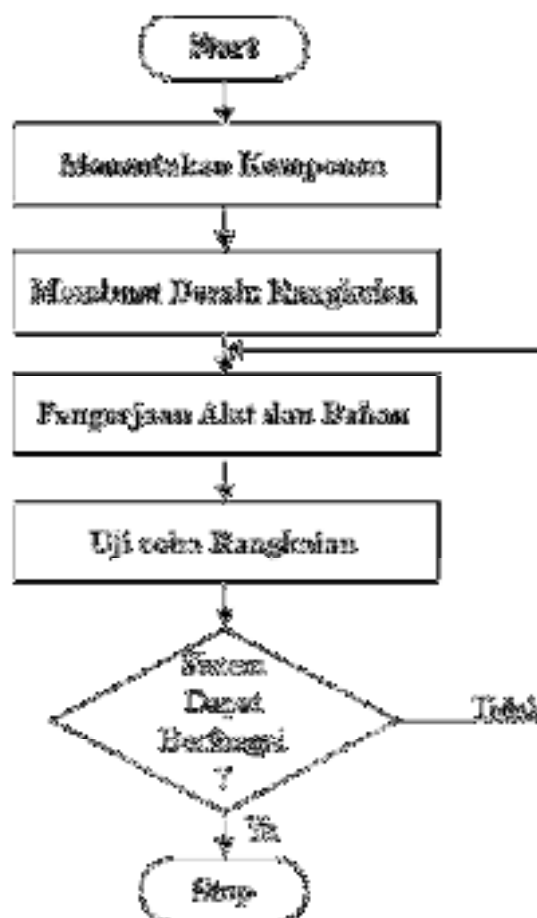 Start
Menentukan Komponen
Membuat Desain Rangkaian
Pengerjaan Alat dan Bahan
Uji coba Rangkaian
Sistem
Dapat
Berfungsi
?
Tidak
Ya
Stop